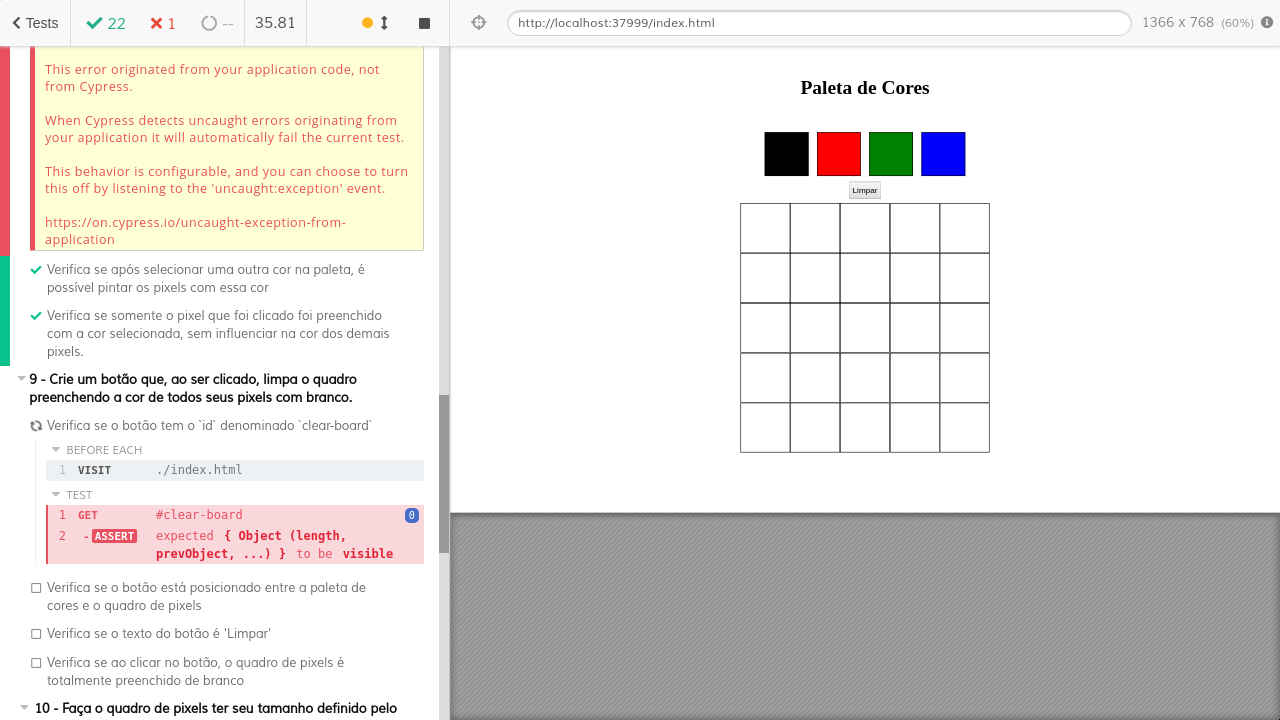 Tests
22
1
--
35.81
http://localhost:37999/index.html
1366 x 768 (60%)
This error originated from your application code, not
from Cypress.
When Cypress detects uncaught errors originating from
your application it will automatically fail the current test.
This behavior is configurable, and you can choose to turn
this off by listening to the 'uncaught:exception' event.
https://on.cypress.io/uncaught-exception-from-
application
Verifica se após selecionar uma outra cor na paleta, é
possível pintar os pixels com essa cor
Verifica se somente o pixel que foi clicado foi preenchido
com a cor selecionada, sem influenciar na cor dos demais
pixels.
9 - Crie um botão que, ao ser clicado, limpa o quadro
preenchendo a cor de todos seus pixels com branco.
Verifica se o botão tem o `id` denominado `clear-board`
BEFORE EACH
1 VISIT ./index.html
TEST
1 GET #clear-board 0
2 -ASSERT expected { Object (length,
prevObject, ...) } to be visible
Verifica se o botão está posicionado entre a paleta de
cores e o quadro de pixels
Verifica se o texto do botão é 'Limpar'
Verifica se ao clicar no botão, o quadro de pixels é
totalmente preenchido de branco
10 - Faça o quadro de pixels ter seu tamanho definido pelo
Paleta de Cores
Limpar